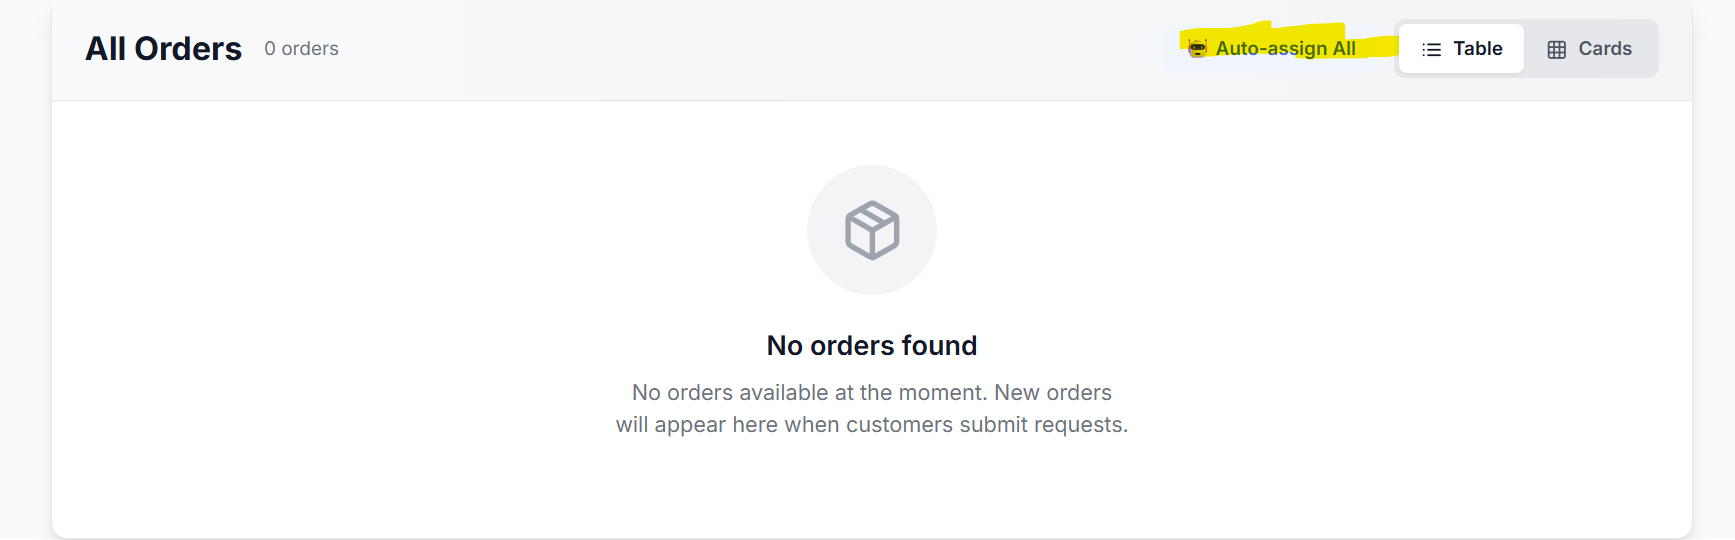 All Orders 0 orders Auto-assign All Table Cards
No orders found
No orders available at the moment. New orders
will appear here when customers submit requests.